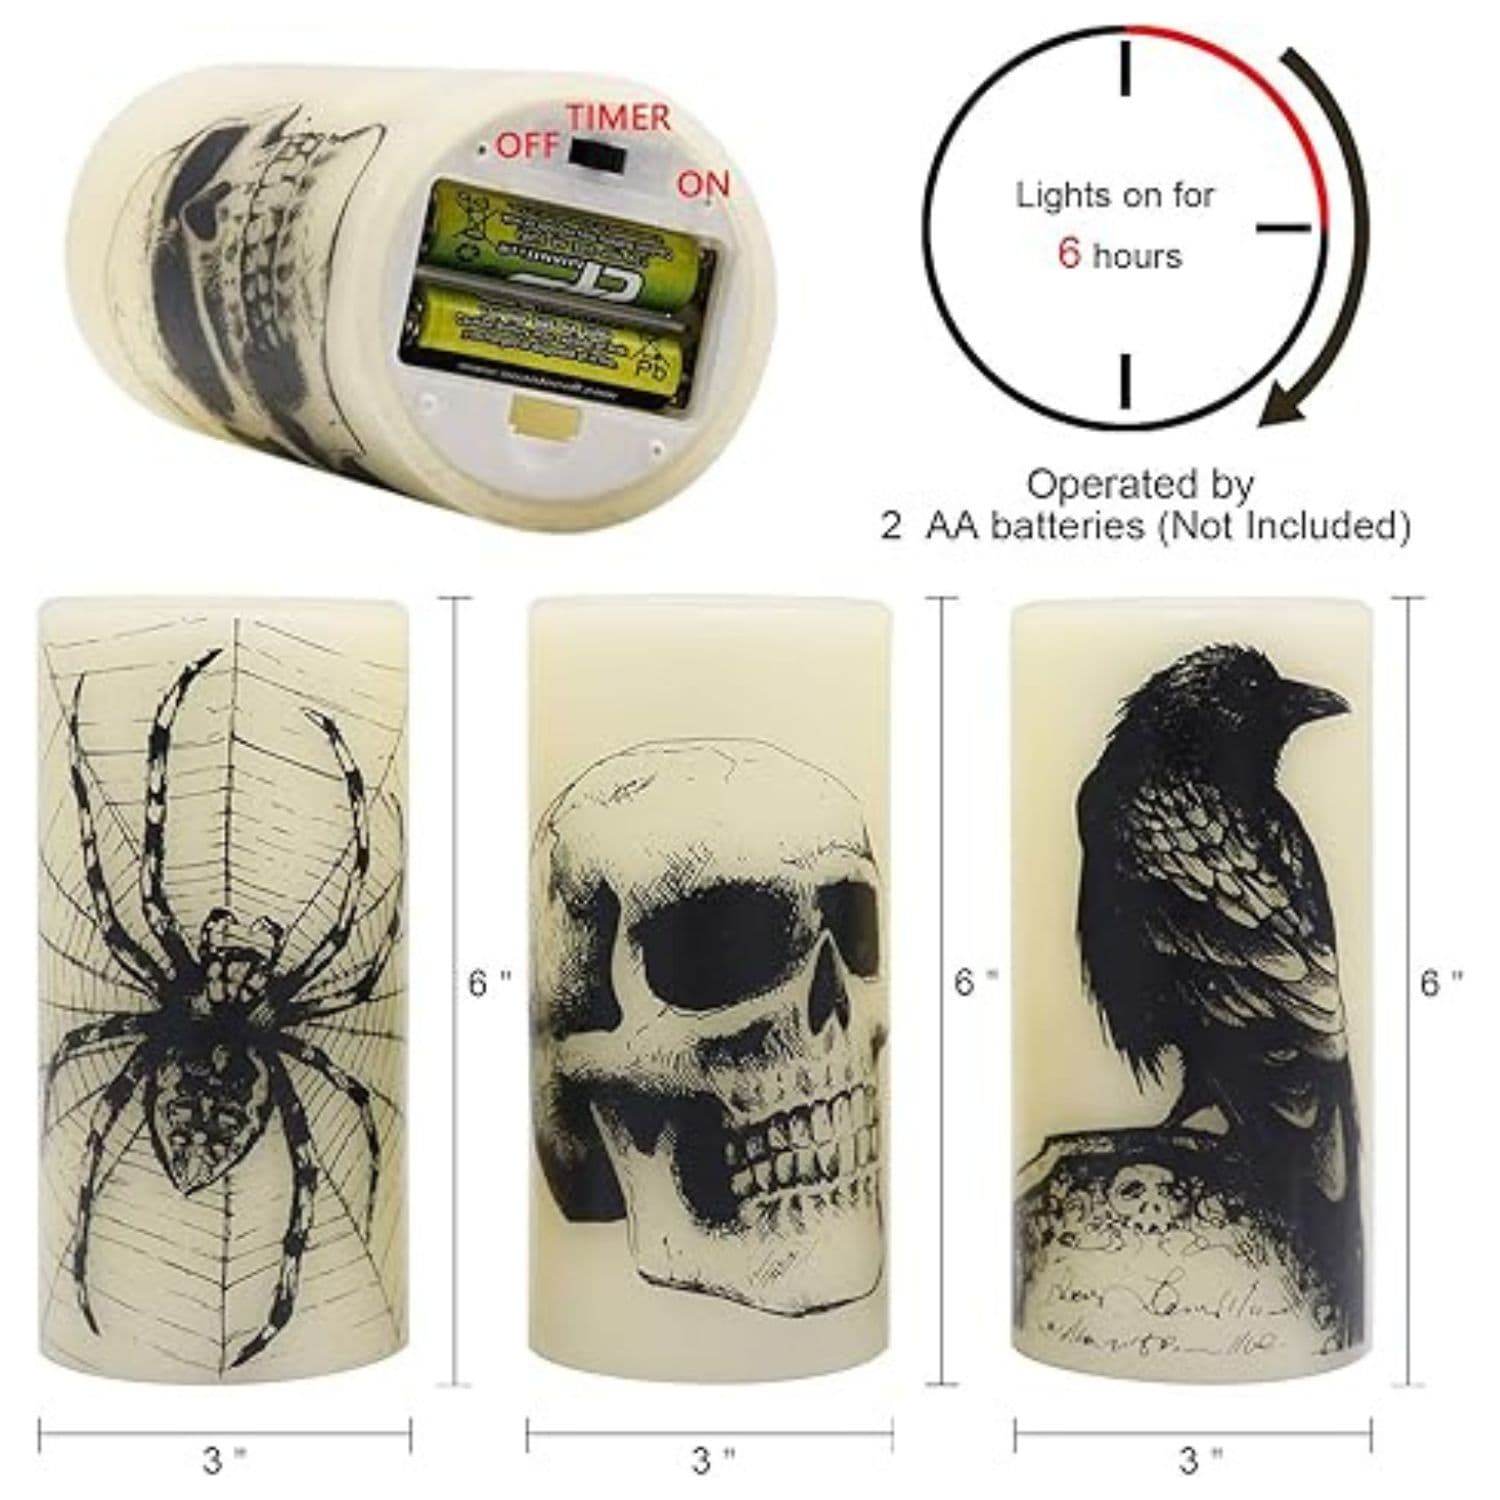 TIMER
OFF
ON
Pb
Lights on for
6 hours
Operated by
2 AA batteries (Not Included)
6 "
6 "
6 "
3 "
3 "
3 "